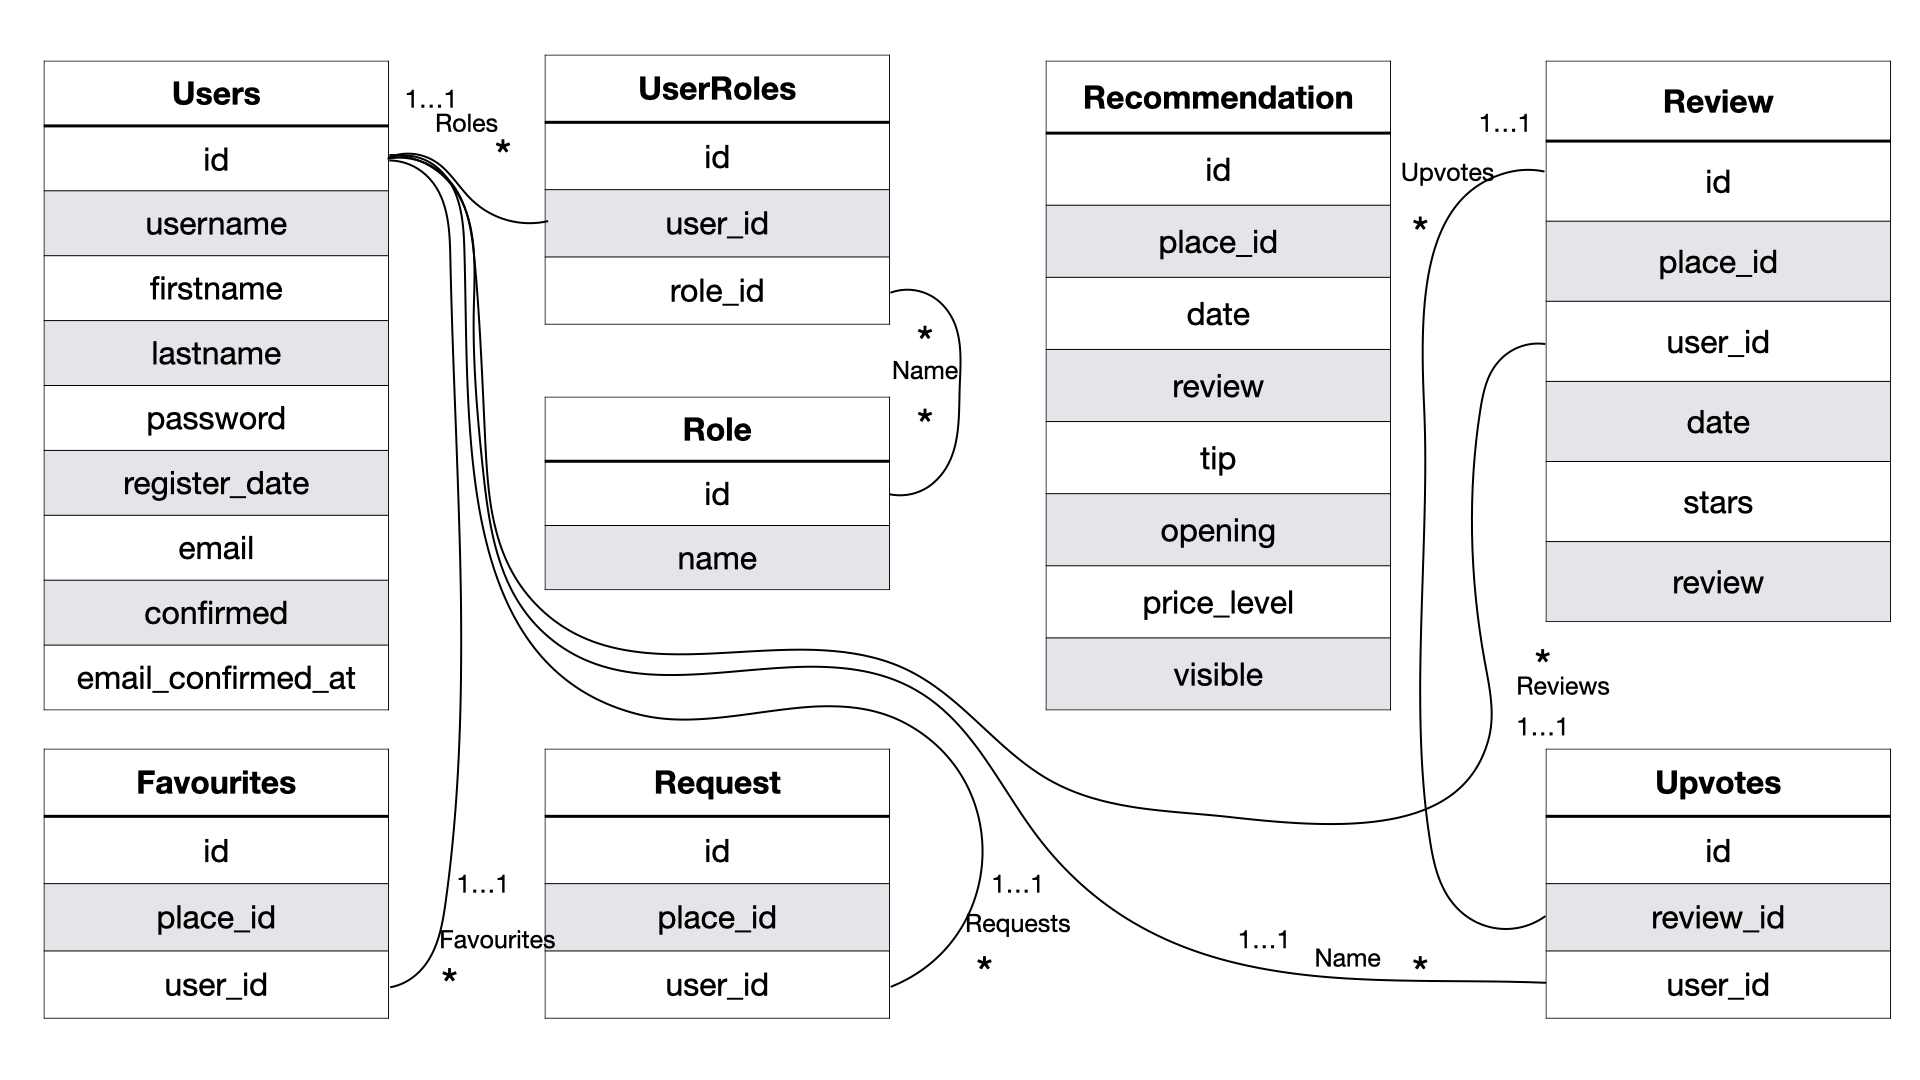 Users
id
username
firstname
lastname
password
register_date
email
confirmed
email_confirmed_at
1...1
Roles
*
UserRoles
id
user_id
role_id
*
Name
*
Role
id
name
Recommendation
id
place_id
date
review
tip
opening
price_level
visible
1...1
Upvotes
*
Review
id
place_id
user_id
date
stars
review
*
Reviews
1...1
Favourites
id
place_id
user_id
1...1
Favourites
*
Request
id
place_id
user_id
1...1
Requests
*
1...1
Name
*
Upvotes
id
review_id
user_id